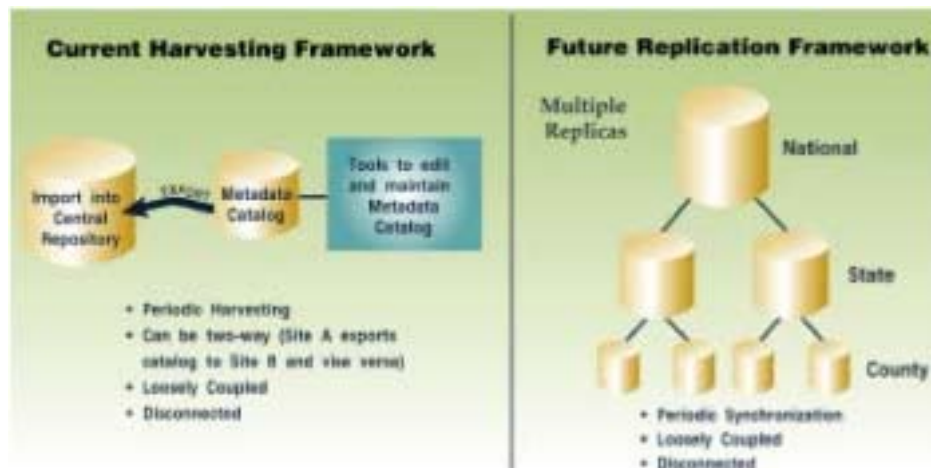 Current Harvesting Framework
Import into
Central
Repository
Export
Metadata
Catalog
Tools to edit
and maintain
Metadata
Catalog
• Periodic Harvesting
• Can be two-way (Site A exports
catalog to Site B and vise verse)
• Loosely Coupled
• Disconnected
Future Replication Framework
Multiple
Replicas
National
State
County
• Periodic Synchronization
• Loosely Coupled
• Disconnected